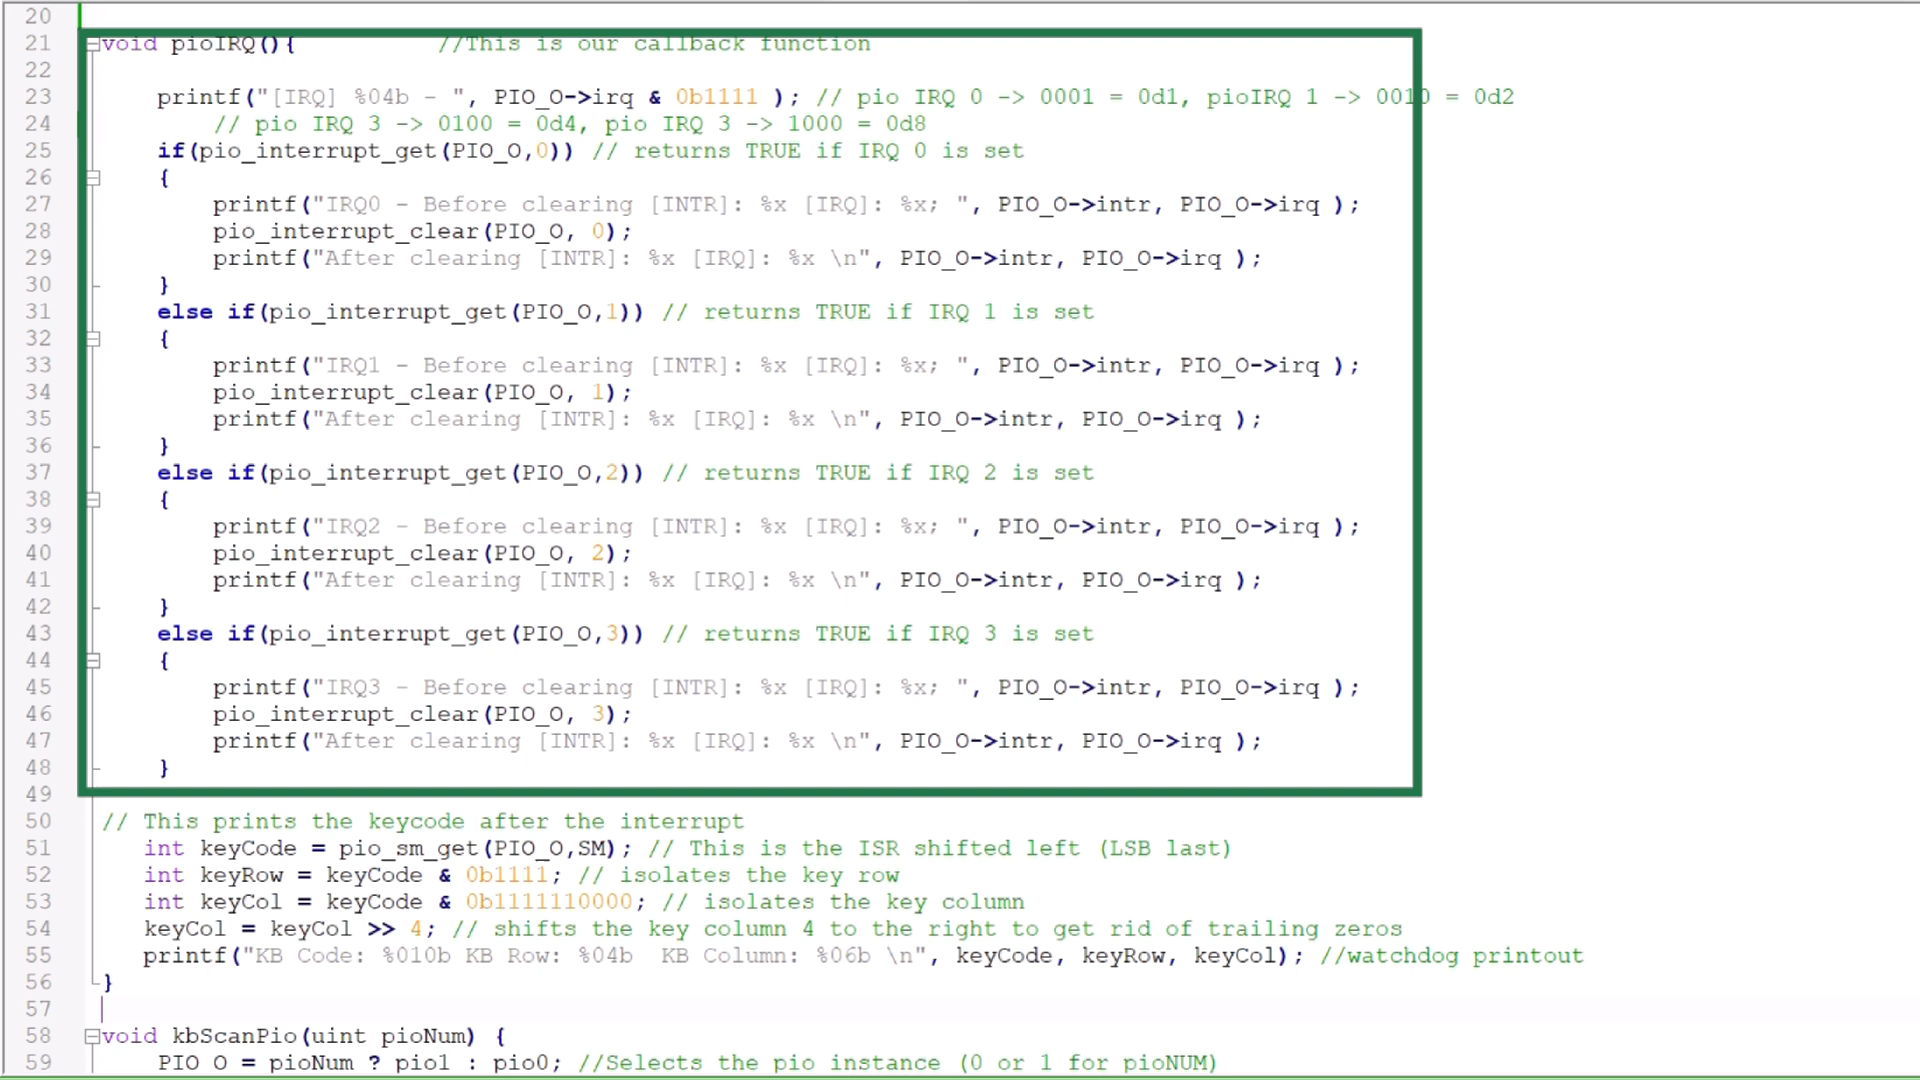 20
21 void pioIRQ(){ //This is our callback function
22
23 printf("[IRQ] %04b - ", PIO_O->irq & 0b1111 ); // pio IRQ 0 -> 0001 = 0d1, pioIRQ 1 -> 0010 = 0d2
24 // pio IRQ 3 -> 0100 = 0d4, pio IRQ 3 -> 1000 = 0d8
25 if(pio_interrupt_get(PIO_O,0)) // returns TRUE if IRQ 0 is set
26 {
27 printf("IRQ0 - Before clearing [INTR]: %x [IRQ]: %x; ", PIO_O->intr, PIO_O->irq );
28 pio_interrupt_clear(PIO_O, 0);
29 printf("After clearing [INTR]: %x [IRQ]: %x \n", PIO_O->intr, PIO_O->irq );
30 }
31 else if(pio_interrupt_get(PIO_O,1)) // returns TRUE if IRQ 1 is set
32 {
33 printf("IRQ1 - Before clearing [INTR]: %x [IRQ]: %x; ", PIO_O->intr, PIO_O->irq );
34 pio_interrupt_clear(PIO_O, 1);
35 printf("After clearing [INTR]: %x [IRQ]: %x \n", PIO_O->intr, PIO_O->irq );
36 }
37 else if(pio_interrupt_get(PIO_O,2)) // returns TRUE if IRQ 2 is set
38 {
39 printf("IRQ2 - Before clearing [INTR]: %x [IRQ]: %x; ", PIO_O->intr, PIO_O->irq );
40 pio_interrupt_clear(PIO_O, 2);
41 printf("After clearing [INTR]: %x [IRQ]: %x \n", PIO_O->intr, PIO_O->irq );
42 }
43 else if(pio_interrupt_get(PIO_O,3)) // returns TRUE if IRQ 3 is set
44 {
45 printf("IRQ3 - Before clearing [INTR]: %x [IRQ]: %x; ", PIO_O->intr, PIO_O->irq );
46 pio_interrupt_clear(PIO_O, 3);
47 printf("After clearing [INTR]: %x [IRQ]: %x \n", PIO_O->intr, PIO_O->irq );
48 }
49
50 // This prints the keycode after the interrupt
51 int keyCode = pio_sm_get(PIO_O,SM); // This is the ISR shifted left (LSB last)
52 int keyRow = keyCode & 0b1111; // isolates the key row
53 int keyCol = keyCode & 0b1111110000; // isolates the key column
54 keyCol = keyCol >> 4; // shifts the key column 4 to the right to get rid of trailing zeros
55 printf("KB Code: %010b KB Row: %04b  KB Column: %06b \n", keyCode, keyRow, keyCol); //watchdog printout
56 }
57
58 void kbScanPio(uint pioNum) {
59 PIO O = pioNum ? pio1 : pio0; //Selects the pio instance (0 or 1 for pioNUM)